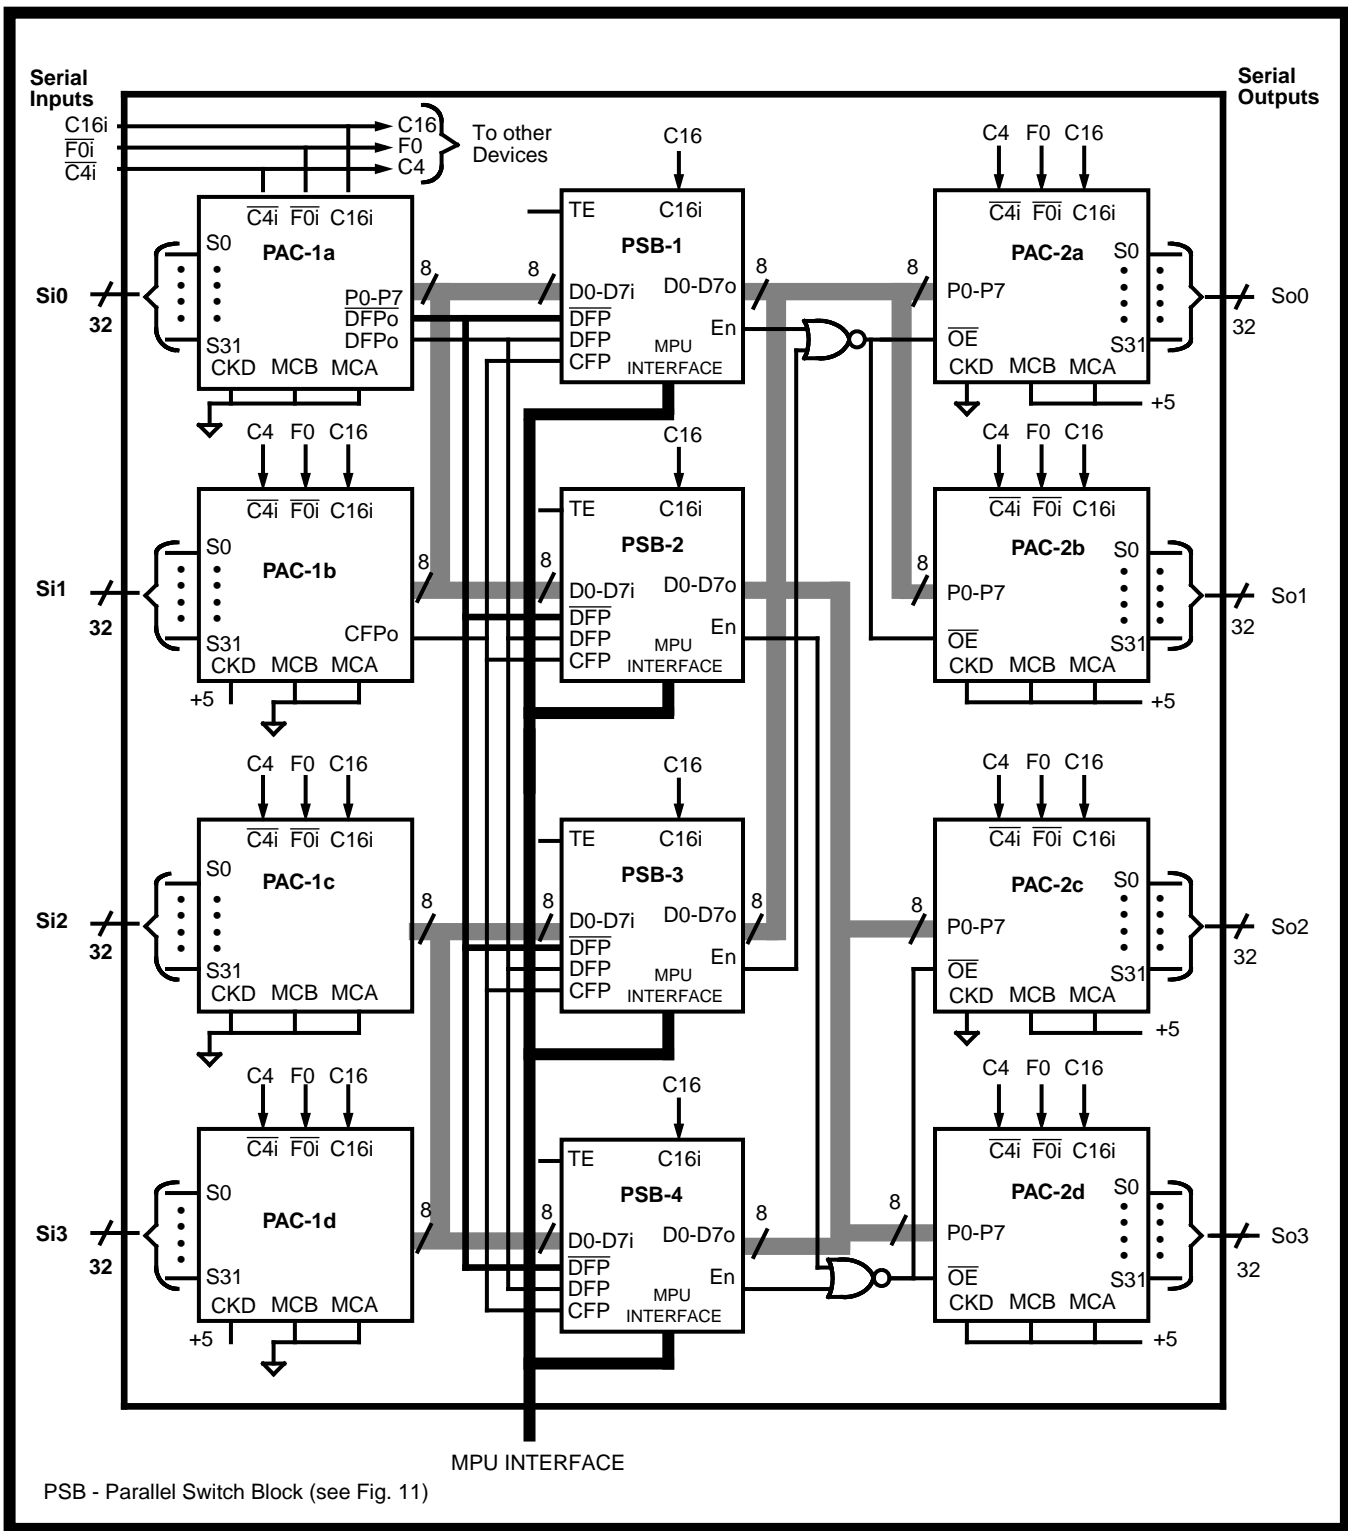 Serial
Inputs
Serial
Outputs
C16i
F0i
C4i
C16
F0
C4
To other
Devices
C16
C4 F0 C16
C4i F0i C16i
PAC-1a
S0
S31
P0-P7
DFPo
DFPo
CKD MCB MCA
Si0
32
8
8
TE
C16i
PSB-1
D0-D7i
D0-D7o
DFP
DFP
CFP
En
MPU
INTERFACE
8
8
C4i F0i C16i
PAC-2a
S0
P0-P7
OE
S31
CKD MCB MCA
+5
So0
32
C4 F0 C16
C16
C4 F0 C16
C4i F0i C16i
PAC-1b
S0
S31
CFPo
CKD MCB MCA
+5
Si1
32
8
8
TE
C16i
PSB-2
D0-D7i
D0-D7o
DFP
DFP
CFP
En
MPU
INTERFACE
8
C4i F0i C16i
PAC-2b
S0
P0-P7
OE
S31
CKD MCB MCA
+5
So1
32
C4 F0 C16
C16
C4 F0 C16
C4i F0i C16i
PAC-1c
S0
S31
CKD MCB MCA
Si2
32
8
8
TE
C16i
PSB-3
D0-D7i
D0-D7o
DFP
DFP
CFP
En
MPU
INTERFACE
8
8
C4i F0i C16i
PAC-2c
S0
P0-P7
OE
S31
CKD MCB MCA
+5
So2
32
C4 F0 C16
C16
C4 F0 C16
C4i F0i C16i
PAC-1d
S0
S31
CKD MCB MCA
+5
Si3
32
8
8
TE
C16i
PSB-4
D0-D7i
D0-D7o
DFP
DFP
CFP
En
MPU
INTERFACE
8
8
C4i F0i C16i
PAC-2d
S0
P0-P7
OE
S31
CKD MCB MCA
+5
So3
32
MPU INTERFACE
PSB - Parallel Switch Block (see Fig. 11)